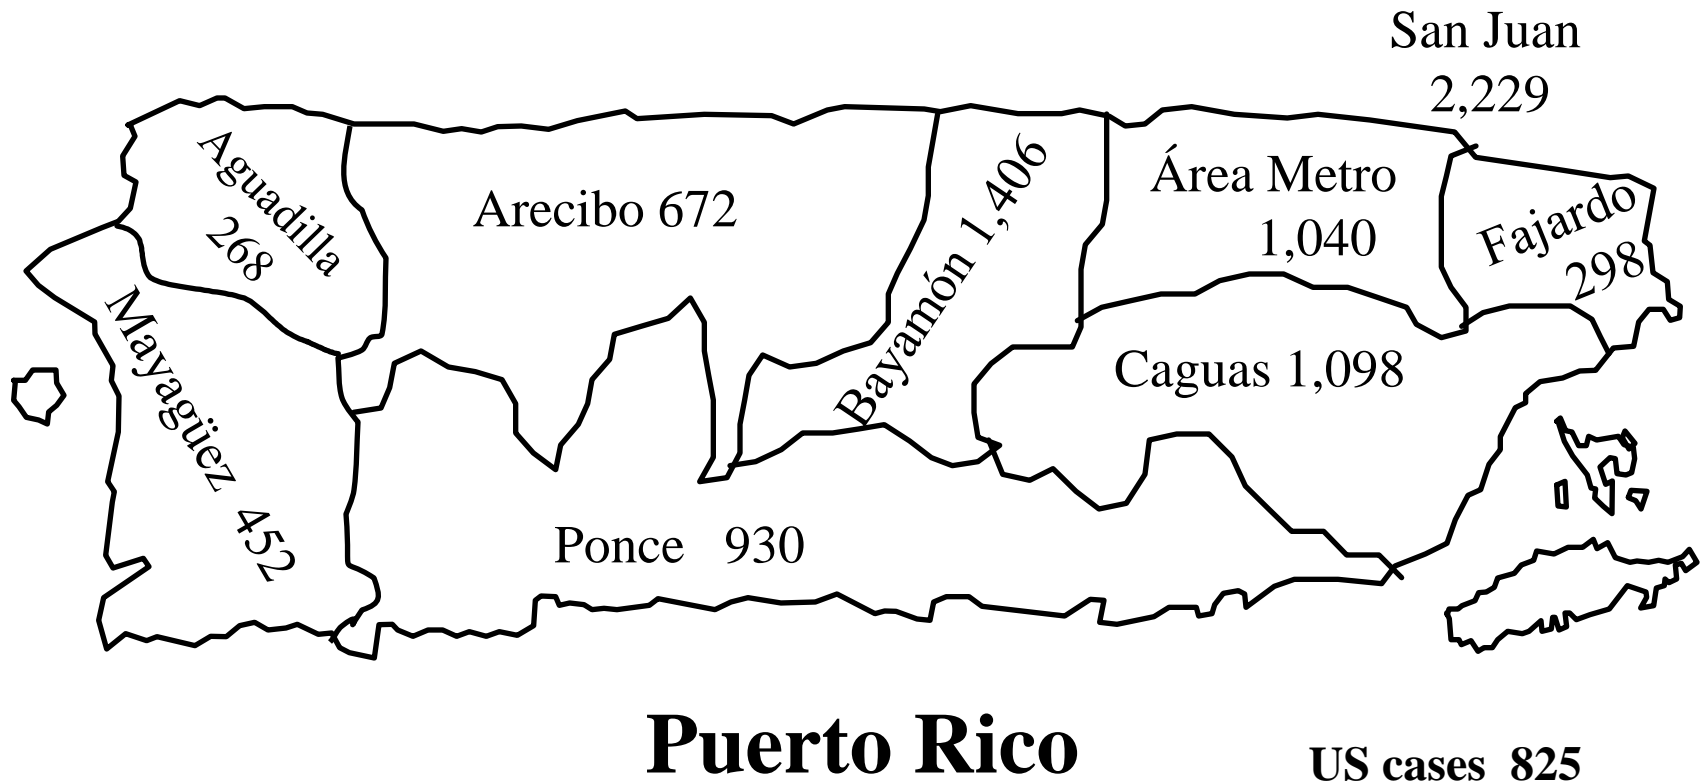 San Juan
2,229
Aguadilla
268
Arecibo 672
Bayamón 1,406
Área Metro
1,040
Fajardo
298
Mayagüez 452
Caguas 1,098
Ponce 930
Puerto Rico
US cases 825